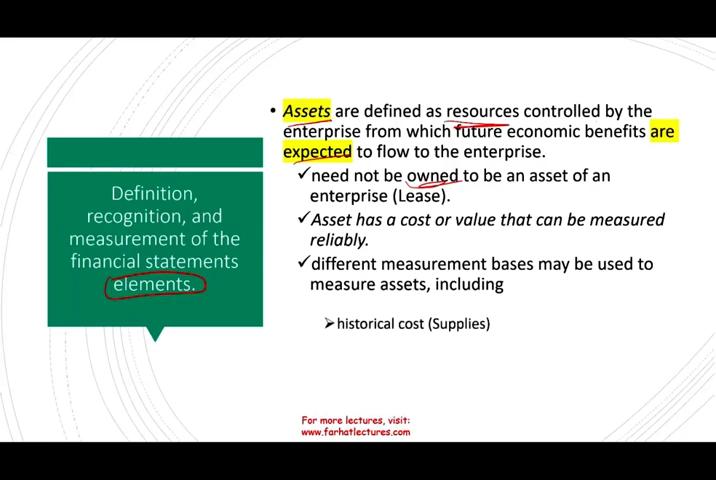 Definition,
recognition, and
measurement of the
financial statements
elements.
• Assets are defined as resources controlled by the
enterprise from which future economic benefits are
expected to flow to the enterprise.
✓need not be owned to be an asset of an
enterprise (Lease).
✓Asset has a cost or value that can be measured
reliably.
✓different measurement bases may be used to
measure assets, including
➢historical cost (Supplies)
For more lectures, visit:
www.farhatlectures.com